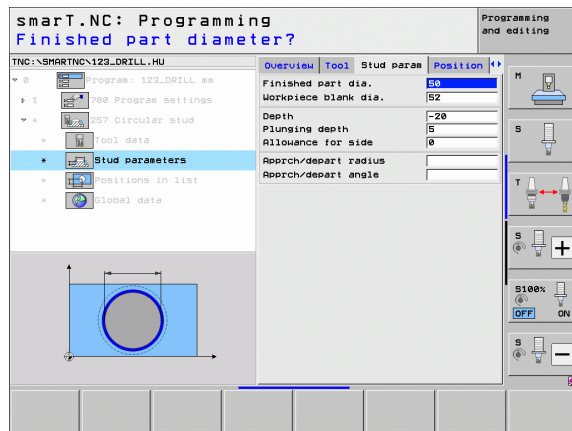 smarT.NC: Programming
Programming and editing
Finished part diameter?
TNC:\SMARTNC\123_DRILL.HU
0 Program: 123_DRILL mm
1 700 Program settings
* 257 Circular stud
* Tool data
* Stud parameters
* Positions in list
* Global data
Overview Tool Stud param Position
Finished part dia. 50
Workpiece blank dia. 52
Depth -20
Plunging depth 5
Allowance for side 0
Apprch/depart radius
Apprch/depart angle
M
S
T
S
S100%
OFF ON
S